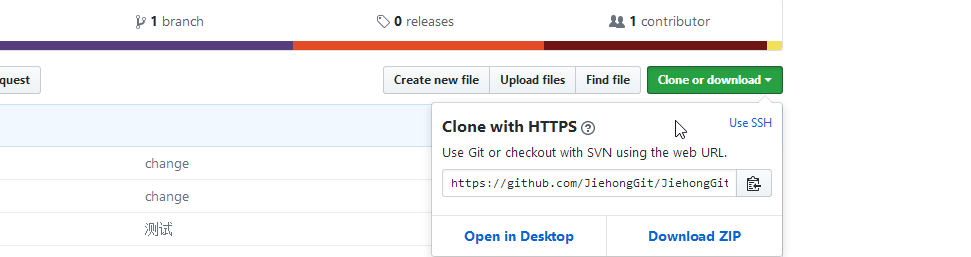 1 branch 0 releases 1 contributor
quest Create new file Upload files Find file Clone or download
Clone with HTTPS Use SSH
Use Git or checkout with SVN using the web URL.
change
https://github.com/JiehongGit/JiehongGit
change
测试
Open in Desktop Download ZIP